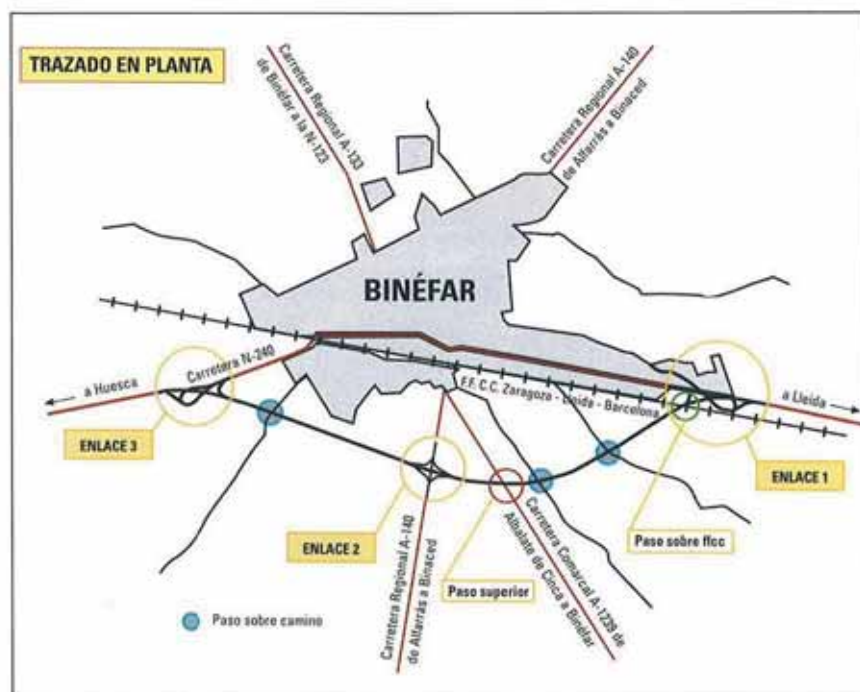 TRAZADO EN PLANTA
Carretera Regional A-133
de Binéfar a la N-123
Carretera Regional A-140
de Alfarrás a Binaced
BINÉFAR
Carretera N-240
a Huesca
F.F. C.C. Zaragoza - Lleida - Barcelona
a Lleida
ENLACE 3
ENLACE 1
ENLACE 2
Paso sobre ffcc
Paso superior
Carretera Regional A-140
de Alfarrás a Binaced
Carretera Comarcal A-1239 de
Albalate de Cinca a Binéfar
Paso sobre camino